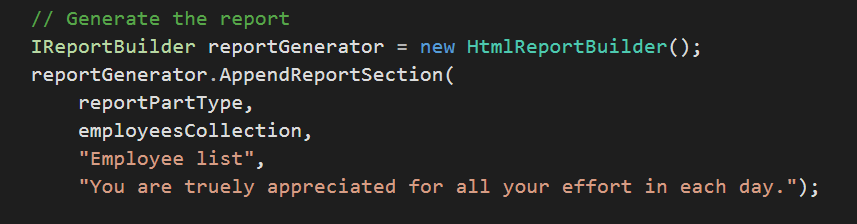 // Generate the report
IReportBuilder reportGenerator = new HtmlReportBuilder();
reportGenerator.AppendReportSection(
    reportPartType,
    employeesCollection,
    "Employee list",
    "You are truely appreciated for all your effort in each day.");